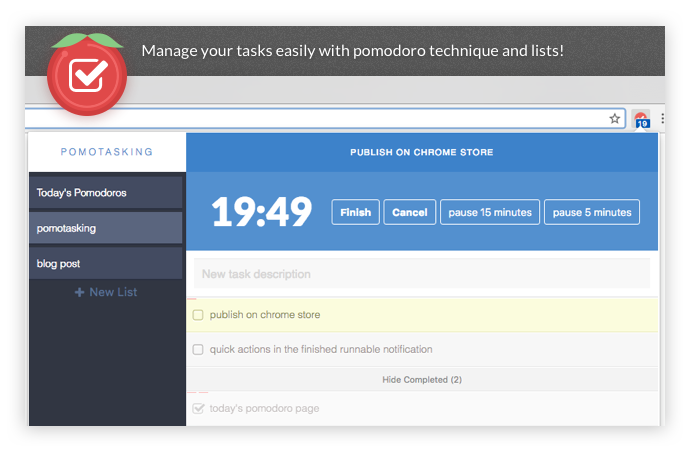 Manage your tasks easily with pomodoro technique and lists!
19
POMOTASKING
PUBLISH ON CHROME STORE
Today's Pomodoros
pomotasking
blog post
+ New List
19:49
Finish
Cancel
pause 15 minutes
pause 5 minutes
New task description
publish on chrome store
quick actions in the finished runnable notification
Hide Completed (2)
today's pomodoro page